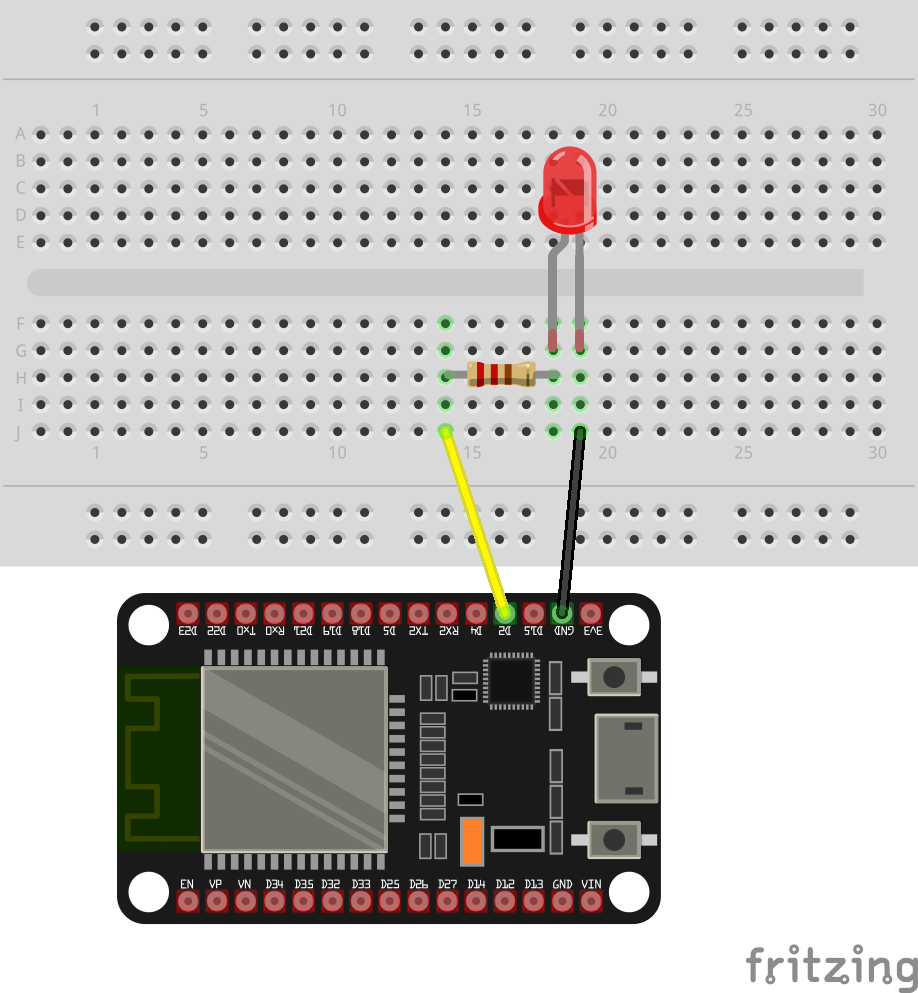 1 5 10 15 20 25 30
A
B
C
D
E
F
G
H
I
J
1 5 10 15 20 25 30
D23 D22 TX0 RX0 D21 D19 D18 D5 TX2 RX2 D4 D2 D15 GND 3V3
EN VP VN D34 D35 D32 D33 D25 D26 D27 D14 D12 D13 GND VIN
fritzing